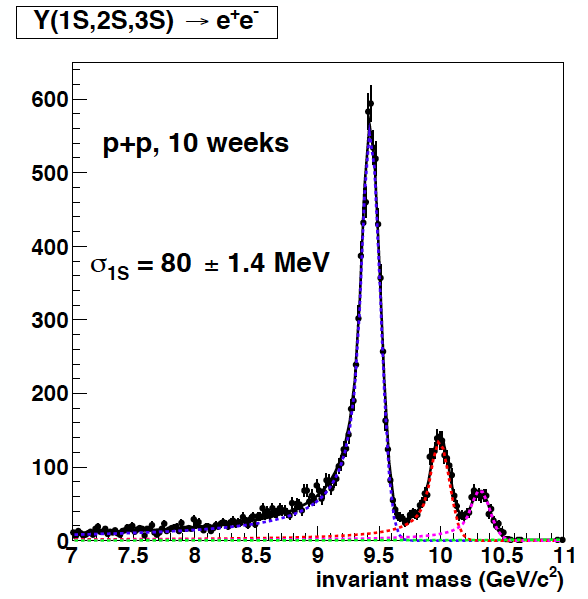 Υ(1S,2S,3S) → e⁺e⁻
p+p, 10 weeks
σ₁S = 80 ± 1.4 MeV
600
500
400
300
200
100
0
7 7.5 8 8.5 9 9.5 10 10.5 11
invariant mass (GeV/c²)